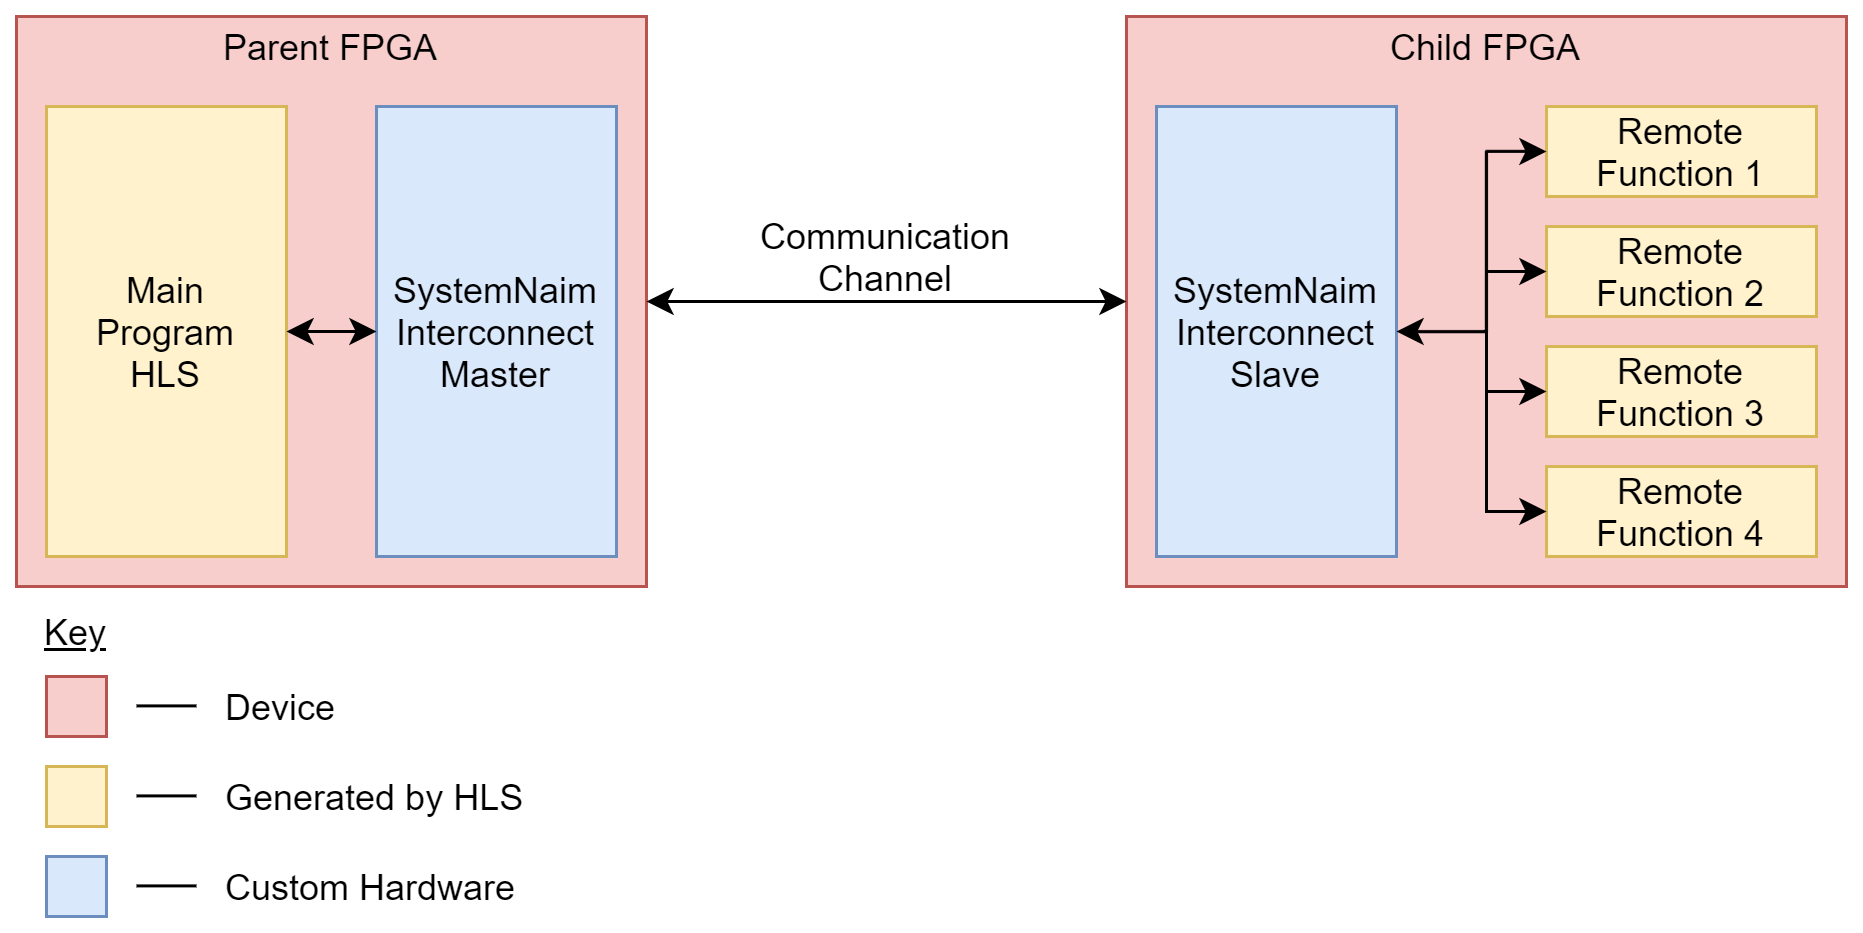 Parent FPGA
Main
Program
HLS
SystemNaim
Interconnect
Master
Communication
Channel
Child FPGA
SystemNaim
Interconnect
Slave
Remote
Function 1
Remote
Function 2
Remote
Function 3
Remote
Function 4
Key
Device
Generated by HLS
Custom Hardware